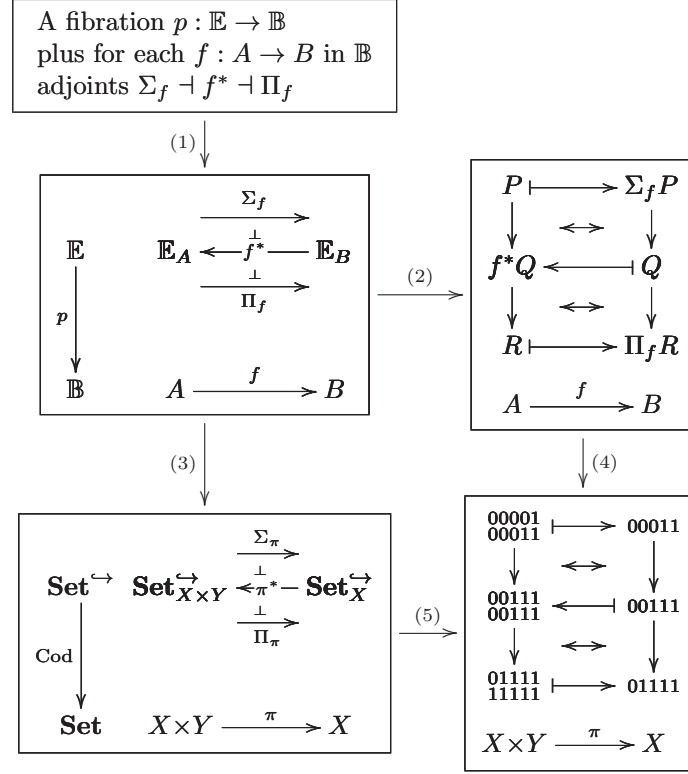 A fibration p : 𝔼 → 𝔹
plus for each f : A → B in 𝔹
adjoints Σ_f ⊣ f* ⊣ Π_f
(1)
Σ_f
⊥
𝔼 𝔼_A f* 𝔼_B
⊥
Π_f
p
f
𝔹 A B
(2)
P Σ_f P
f*Q Q
R Π_f R
f
A B
(3)
(4)
Σ_π
⊥
Set^↪ Set^↪_{X×Y} π* Set^↪_X
⊥
Π_π
Cod
π
Set X×Y X
(5)
00001
00011 00011
00111
00111 00111
01111
11111 01111
π
X×Y X